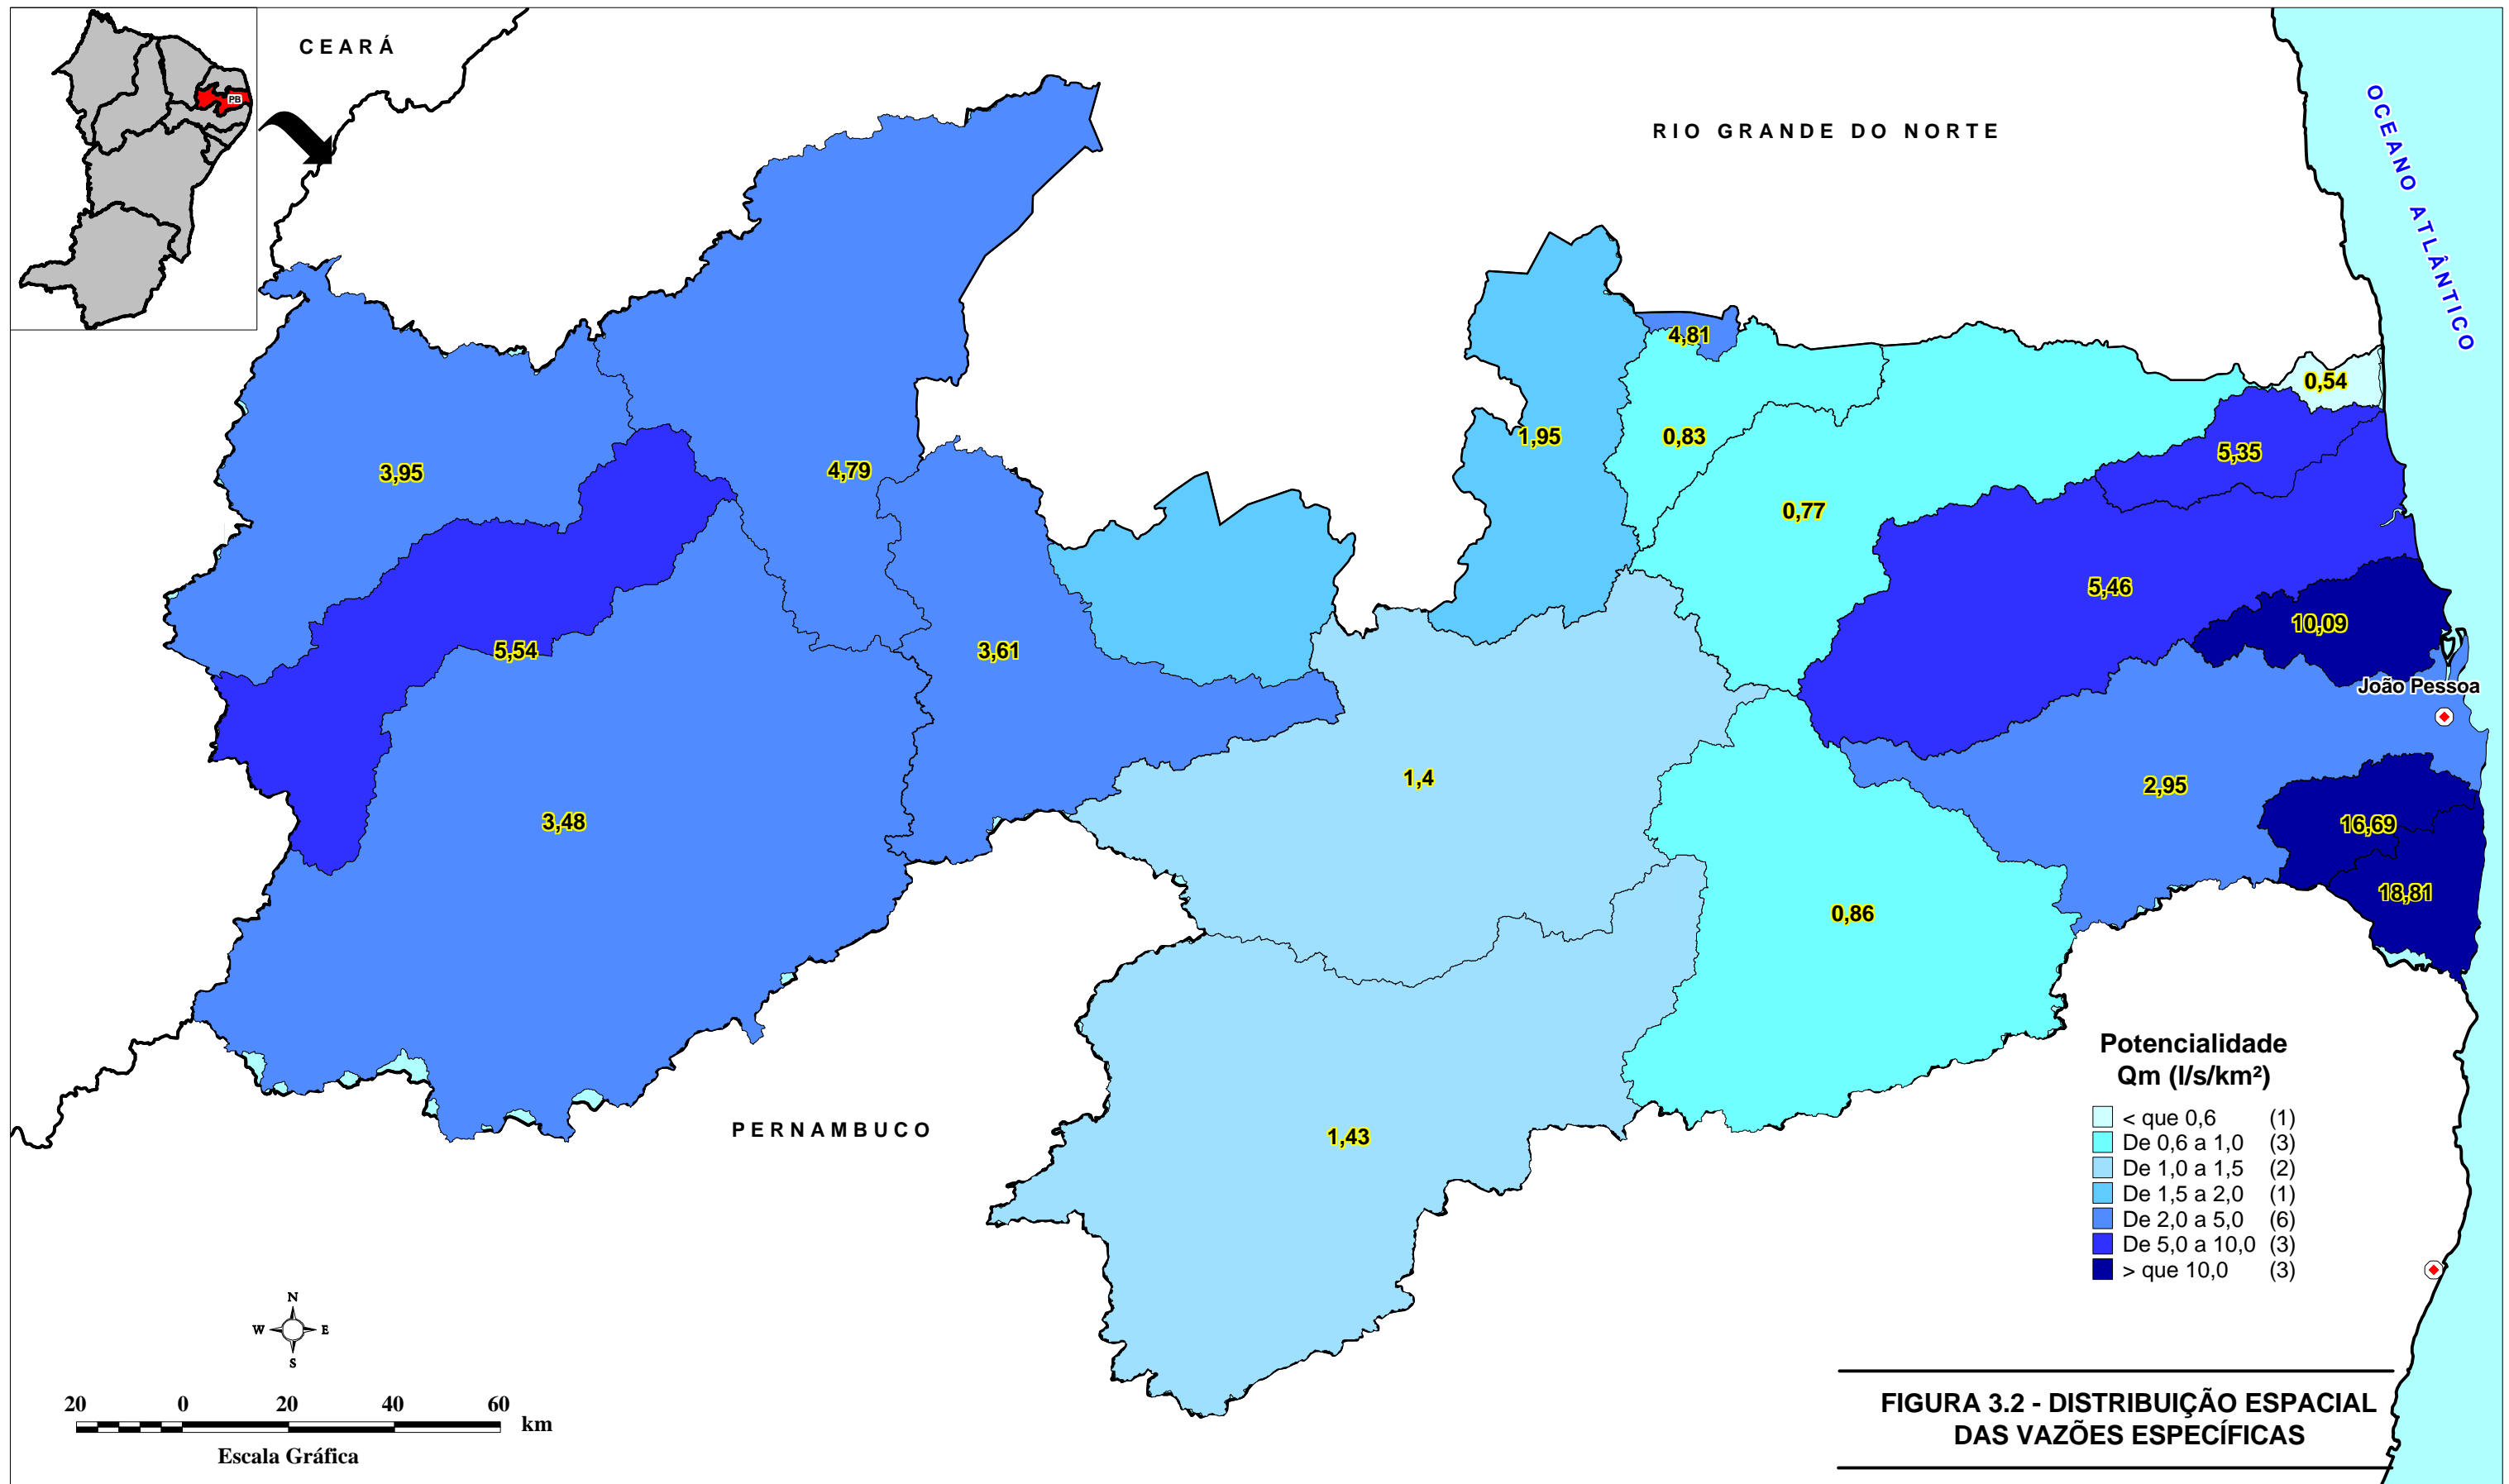 CEARÁ
PB
RIO GRANDE DO NORTE
OCEANO ATLÂNTICO
4,81
0,54
1,95
0,83
5,35
3,95
4,79
0,77
5,46
10,09
5,54
3,61
João Pessoa
1,4
2,95
3,48
16,69
18,81
0,86
PERNAMBUCO
1,43
Potencialidade
Qm (l/s/km²)
< que 0,6 (1)
De 0,6 a 1,0 (3)
De 1,0 a 1,5 (2)
De 1,5 a 2,0 (1)
De 2,0 a 5,0 (6)
De 5,0 a 10,0 (3)
> que 10,0 (3)
N
W E
S
20 0 20 40 60
km
Escala Gráfica
FIGURA 3.2 - DISTRIBUIÇÃO ESPACIAL
DAS VAZÕES ESPECÍFICAS